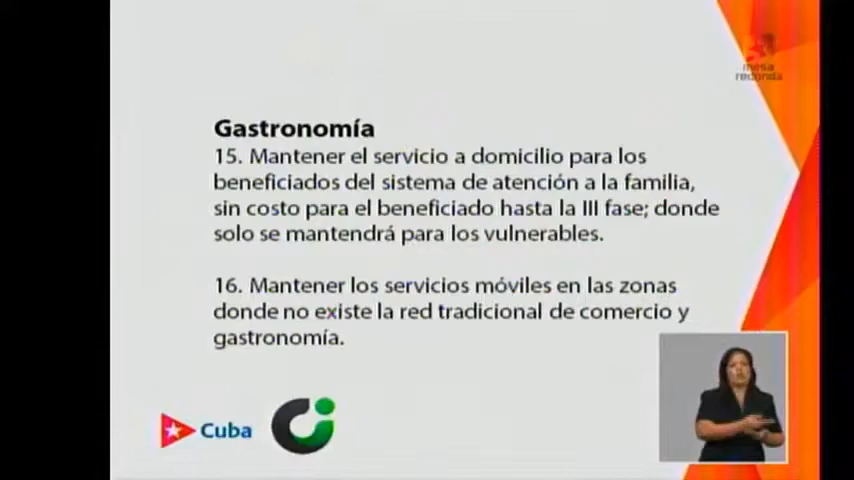 mesa
redonda
Gastronomía
15. Mantener el servicio a domicilio para los
beneficiados del sistema de atención a la familia,
sin costo para el beneficiado hasta la III fase; donde
solo se mantendrá para los vulnerables.
16. Mantener los servicios móviles en las zonas
donde no existe la red tradicional de comercio y
gastronomía.
Cuba